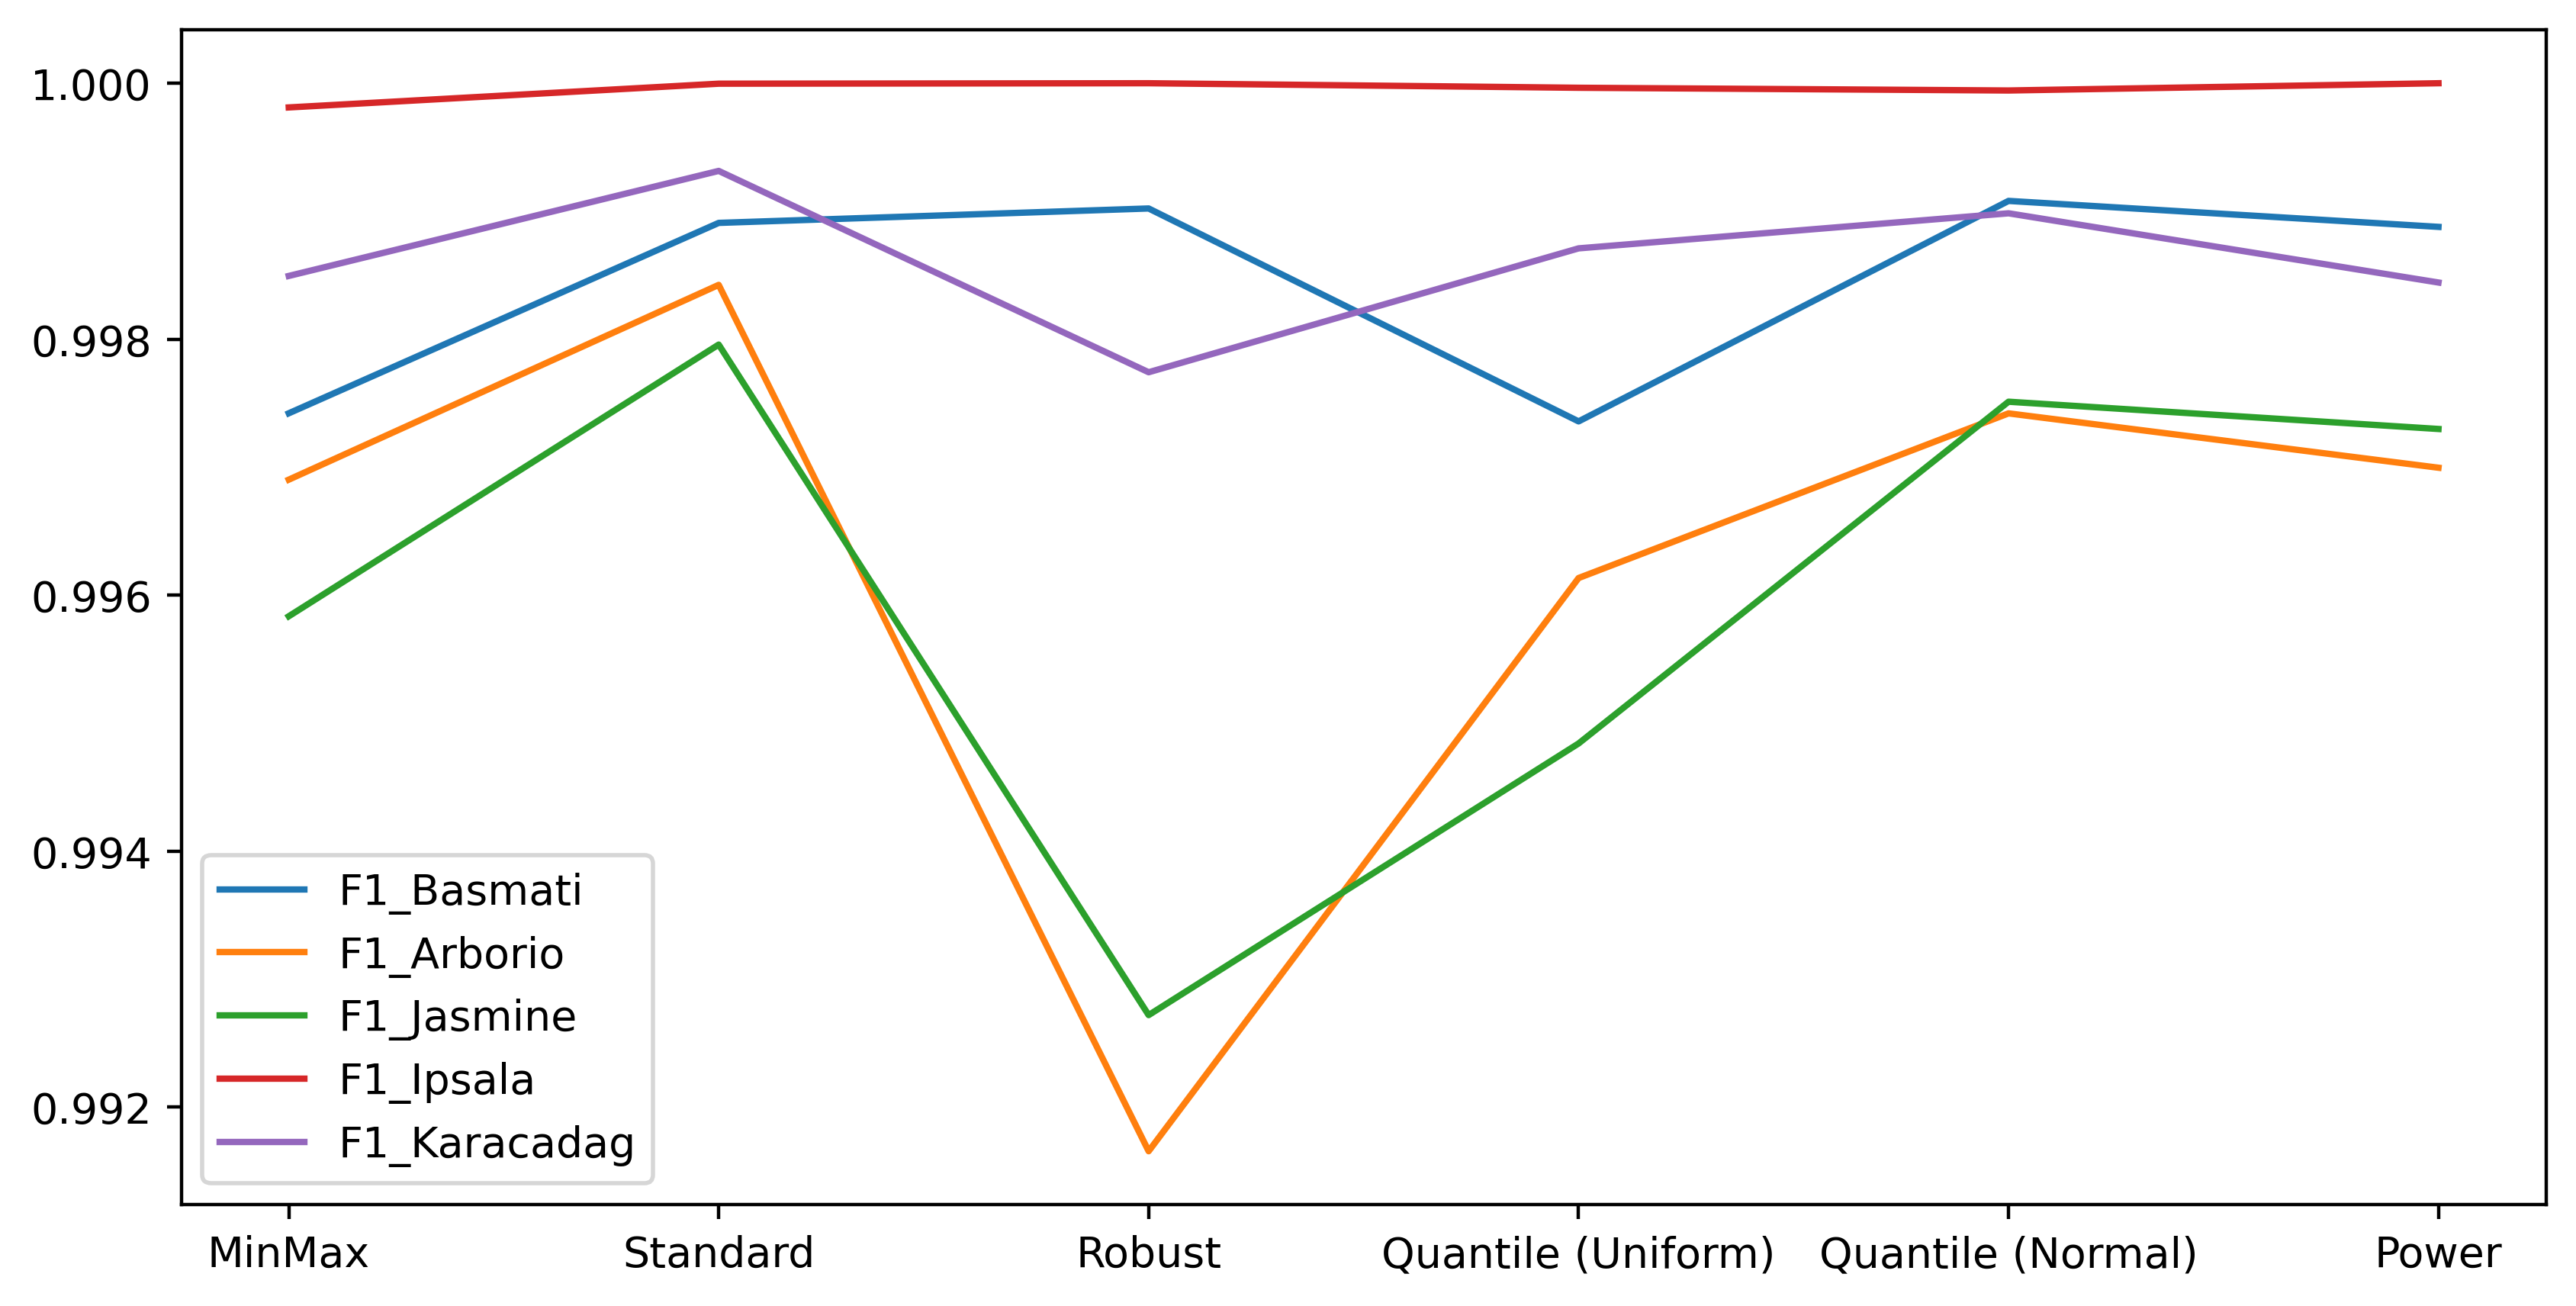 1.000
0.998
0.996
0.994
0.992
F1_Basmati
F1_Arborio
F1_Jasmine
F1_Ipsala
F1_Karacadag
MinMax Standard Robust Quantile (Uniform) Quantile (Normal) Power